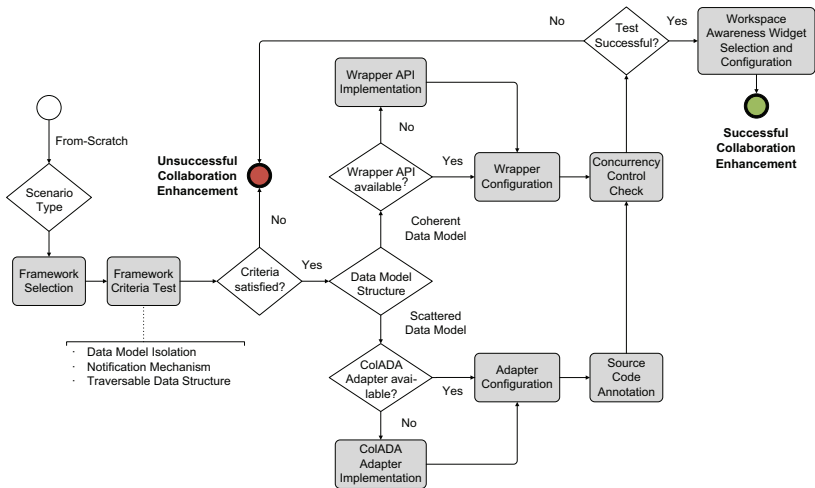 No
Test
Successful?
Yes
Workspace
Awareness Widget
Selection and
Configuration
Wrapper API
Implementation
From-Scratch
No
Successful
Collaboration
Enhancement
Unsuccessful
Collaboration
Enhancement
Wrapper API
available?
Yes
Wrapper
Configuration
Concurrency
Control
Check
Scenario
Type
No
Coherent
Data Model
Framework
Selection
Framework
Criteria Test
Criteria
satisfied?
Yes
Data Model
Structure
Scattered
Data Model
· Data Model Isolation
· Notification Mechanism
· Traversable Data Structure
ColADA
Adapter avai-
lable?
Yes
Adapter
Configuration
Source
Code
Annotation
No
ColADA
Adapter
Implementation